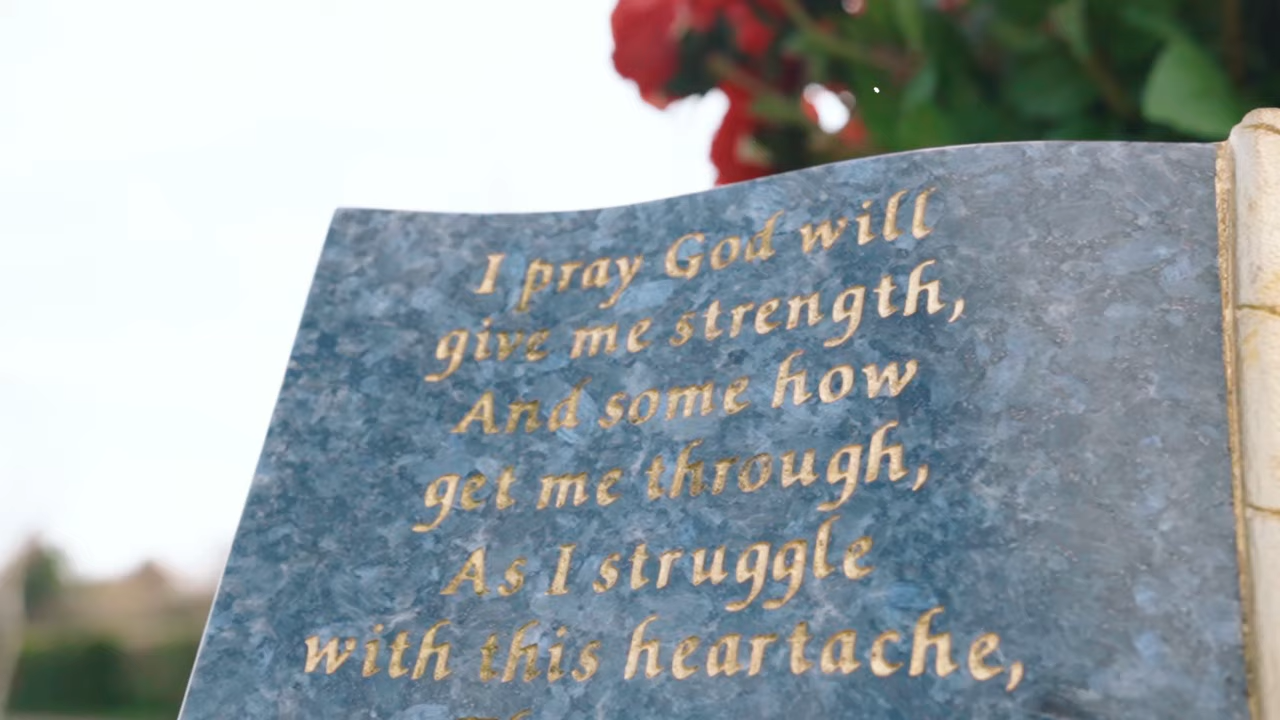 I pray God will
give me strength,
And some how
get me through,
As I struggle
with this heartache,